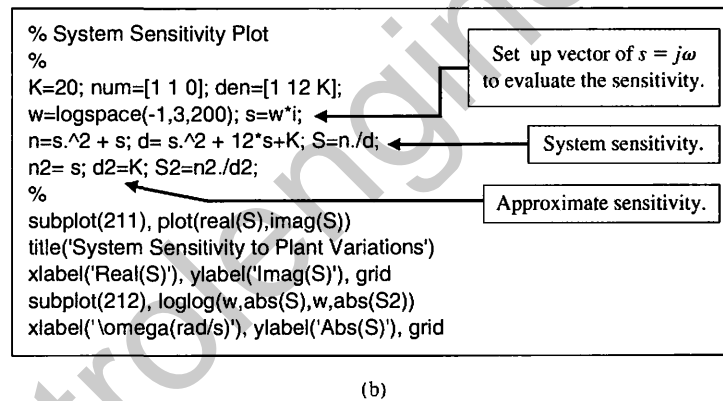 % System Sensitivity Plot
%
K=20; num=[1 1 0]; den=[1 12 K];
w=logspace(-1,3,200); s=w*i;
n=s.^2 + s; d= s.^2 + 12*s+K; S=n./d;
n2= s; d2=K; S2=n2./d2;
%
subplot(211), plot(real(S),imag(S))
title('System Sensitivity to Plant Variations')
xlabel('Real(S)'), ylabel('Imag(S)'), grid
subplot(212), loglog(w,abs(S),w,abs(S2))
xlabel('\omega(rad/s)'), ylabel('Abs(S)'), grid
Set up vector of s = jω
to evaluate the sensitivity.
System sensitivity.
Approximate sensitivity.
(b)